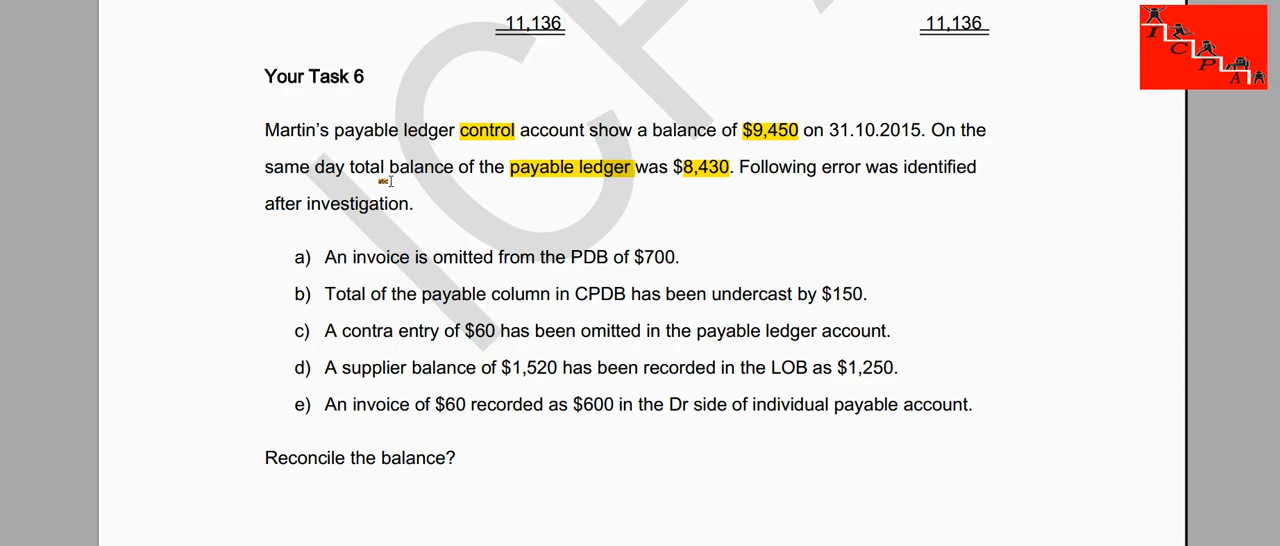 11,136 11,136
Your Task 6
Martin's payable ledger control account show a balance of $9,450 on 31.10.2015. On the
same day total balance of the payable ledger was $8,430. Following error was identified
after investigation.
a) An invoice is omitted from the PDB of $700.
b) Total of the payable column in CPDB has been undercast by $150.
c) A contra entry of $60 has been omitted in the payable ledger account.
d) A supplier balance of $1,520 has been recorded in the LOB as $1,250.
e) An invoice of $60 recorded as $600 in the Dr side of individual payable account.
Reconcile the balance?
ICPA
abc